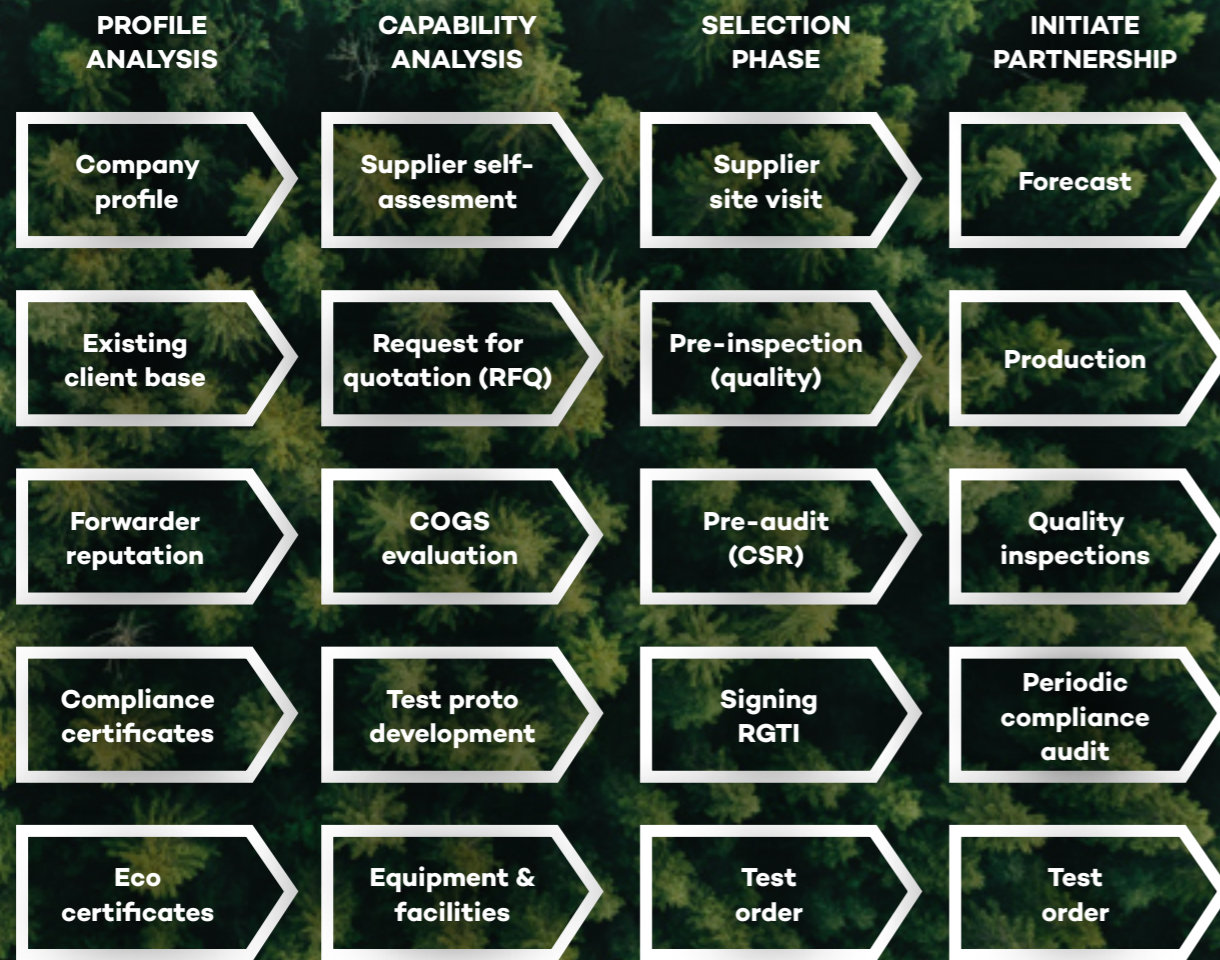 PROFILE
ANALYSIS
CAPABILITY
ANALYSIS
SELECTION
PHASE
INITIATE
PARTNERSHIP
Company
profile
Supplier self-
assesment
Supplier
site visit
Forecast
Existing
client base
Request for
quotation (RFQ)
Pre-inspection
(quality)
Production
Forwarder
reputation
COGS
evaluation
Pre-audit
(CSR)
Quality
inspections
Compliance
certificates
Test proto
development
Signing
RGTI
Periodic
compliance
audit
Eco
certificates
Equipment &
facilities
Test
order
Test
order